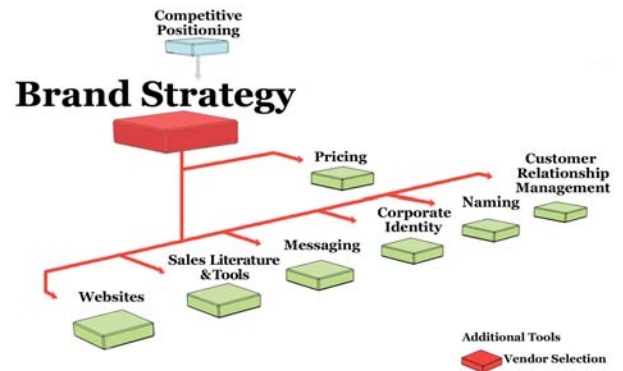 Competitive
Positioning
Brand Strategy
Pricing
Customer
Relationship
Management
Naming
Corporate
Identity
Messaging
Sales Literature
&Tools
Websites
Additional Tools
Vendor Selection